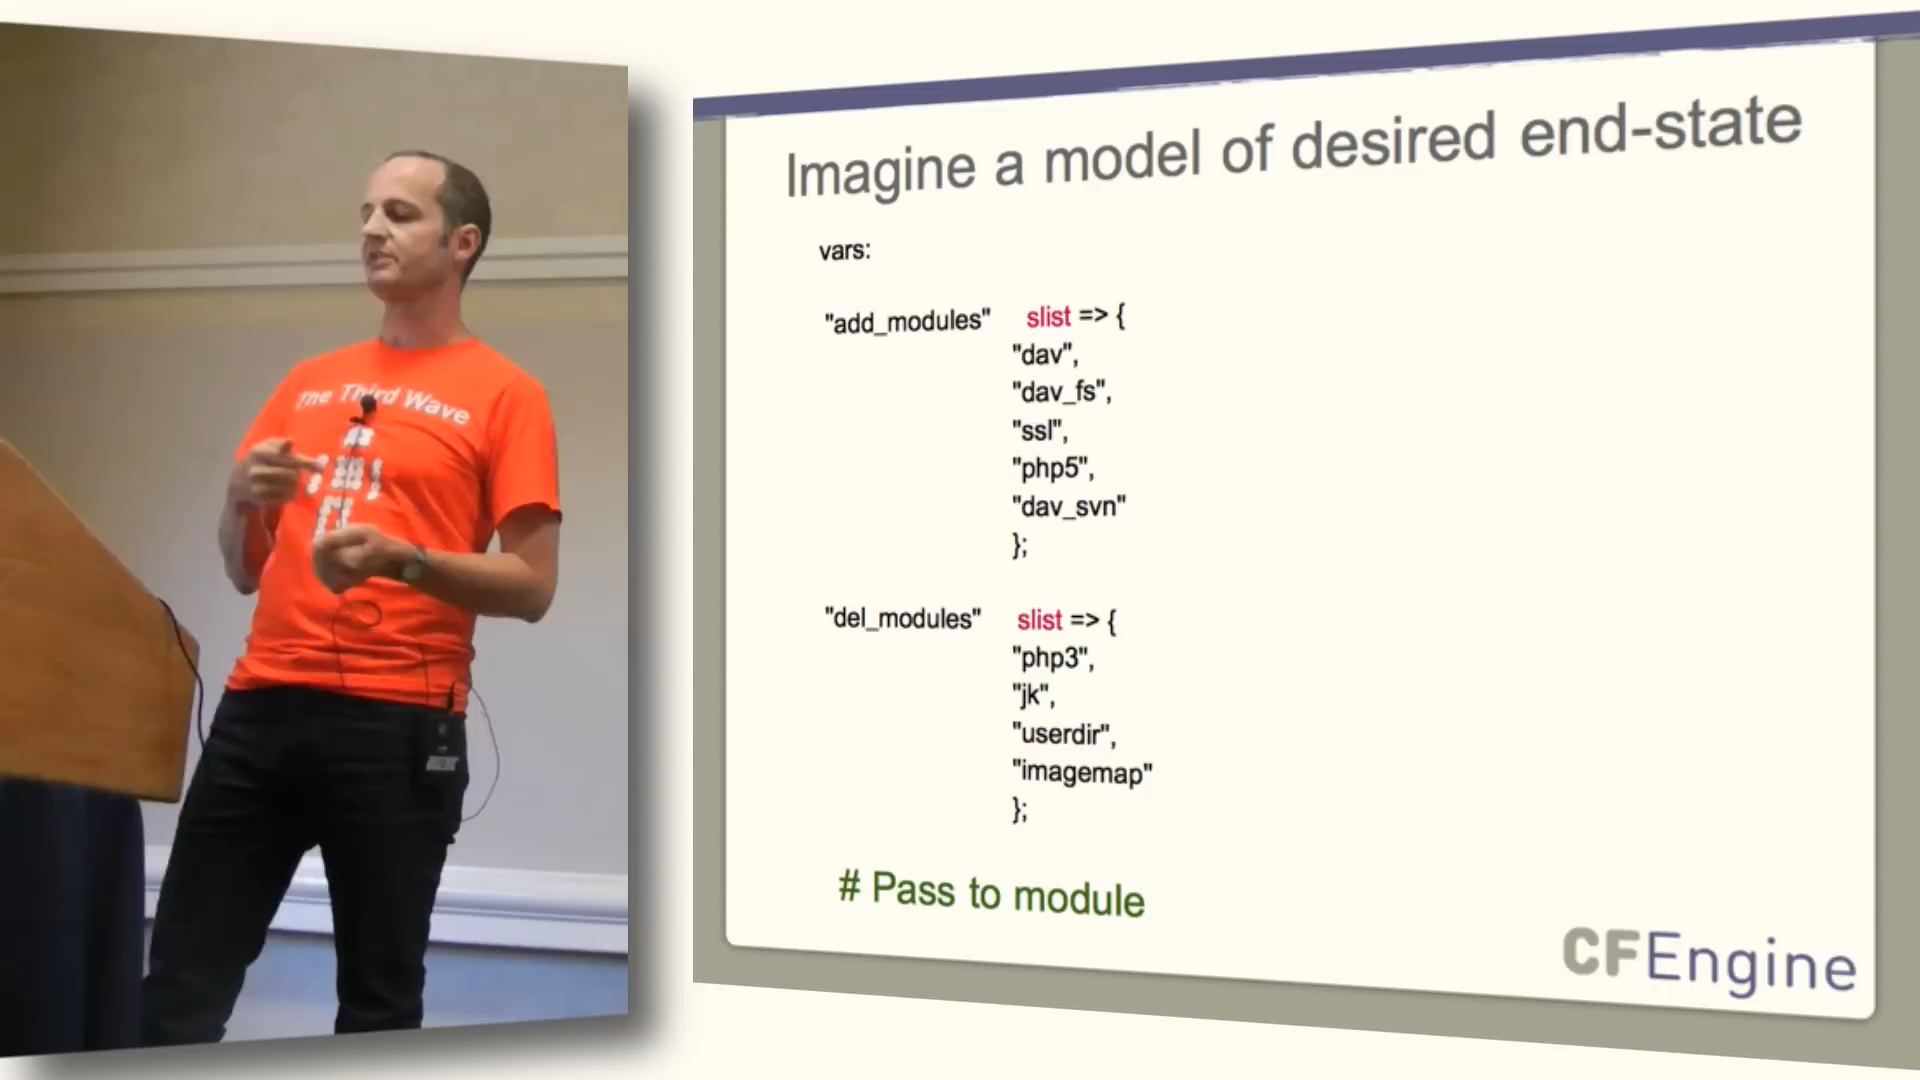 The Third Wave
Imagine a model of desired end-state
vars:
"add_modules" slist => {
"dav",
"dav_fs",
"ssl",
"php5",
"dav_svn"
};
"del_modules" slist => {
"php3",
"jk",
"userdir",
"imagemap"
};
# Pass to module
CFEngine